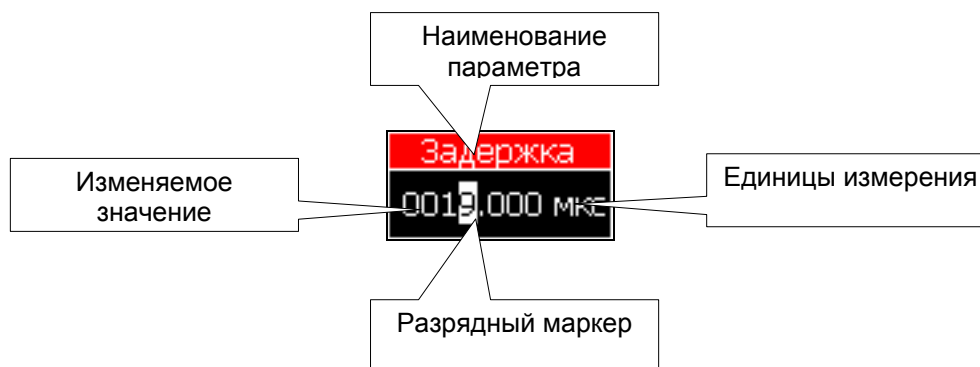 Наименование
параметра
Задержка
Изменяемое
значение
0019.000 мкс
Единицы измерения
Разрядный маркер